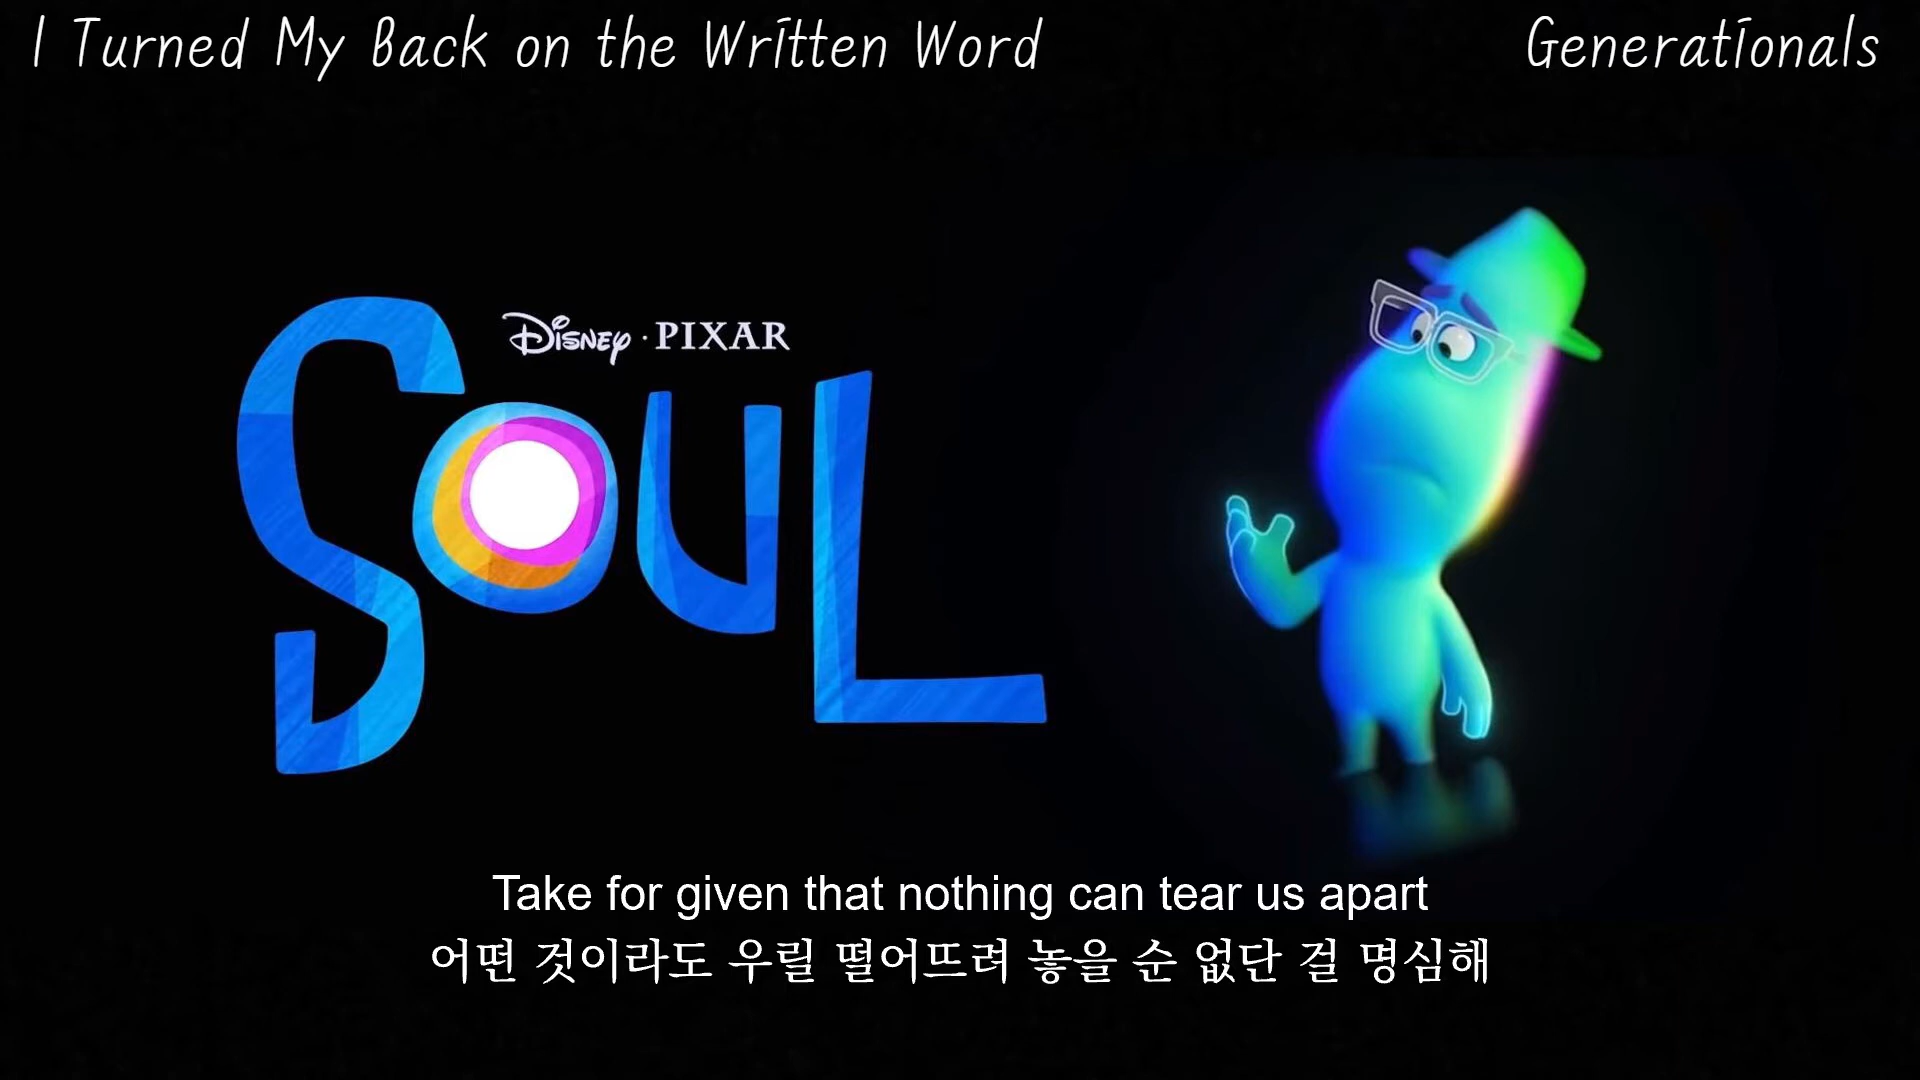 I Turned My Back on the Written Word
Generationals
Disney · PIXAR
SOUL
Take for given that nothing can tear us apart
어떤 것이라도 우릴 떨어뜨려 놓을 순 없단 걸 명심해